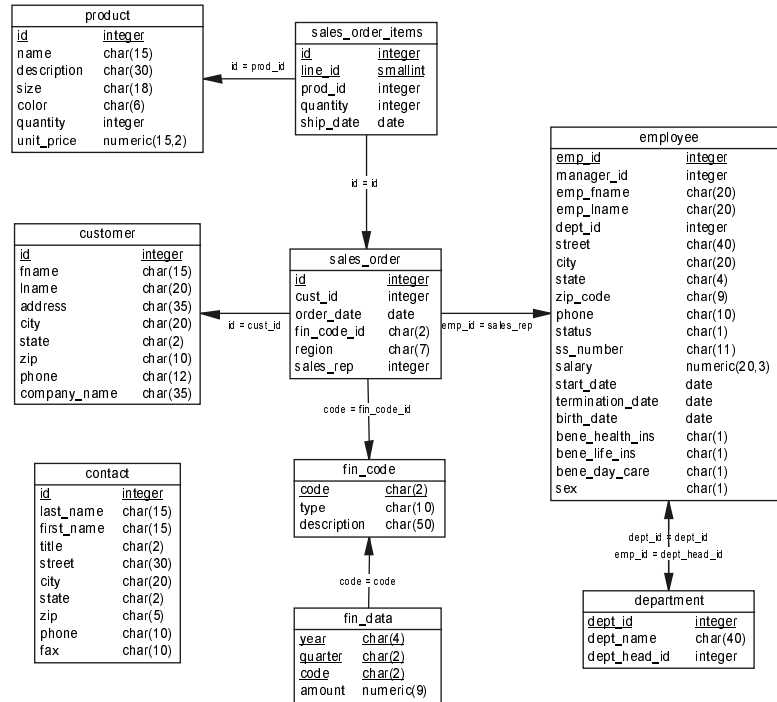 product
id integer
name char(15)
description char(30)
size char(18)
color char(6)
quantity integer
unit_price numeric(15,2)
id = prod_id
sales_order_items
id integer
line_id smallint
prod_id integer
quantity integer
ship_date date
id = id
employee
emp_id integer
manager_id integer
emp_fname char(20)
emp_lname char(20)
dept_id integer
street char(40)
city char(20)
state char(4)
zip_code char(9)
phone char(10)
status char(1)
ss_number char(11)
salary numeric(20,3)
start_date date
termination_date date
birth_date date
bene_health_ins char(1)
bene_life_ins char(1)
bene_day_care char(1)
sex char(1)
customer
id integer
fname char(15)
lname char(20)
address char(35)
city char(20)
state char(2)
zip char(10)
phone char(12)
company_name char(35)
id = cust_id
sales_order
id integer
cust_id integer
order_date date
fin_code_id char(2)
region char(7)
sales_rep integer
emp_id = sales_rep
code = fin_code_id
contact
id integer
last_name char(15)
first_name char(15)
title char(2)
street char(30)
city char(20)
state char(2)
zip char(5)
phone char(10)
fax char(10)
fin_code
code char(2)
type char(10)
description char(50)
code = code
fin_data
year char(4)
quarter char(2)
code char(2)
amount numeric(9)
dept_id = dept_id
emp_id = dept_head_id
department
dept_id integer
dept_name char(40)
dept_head_id integer